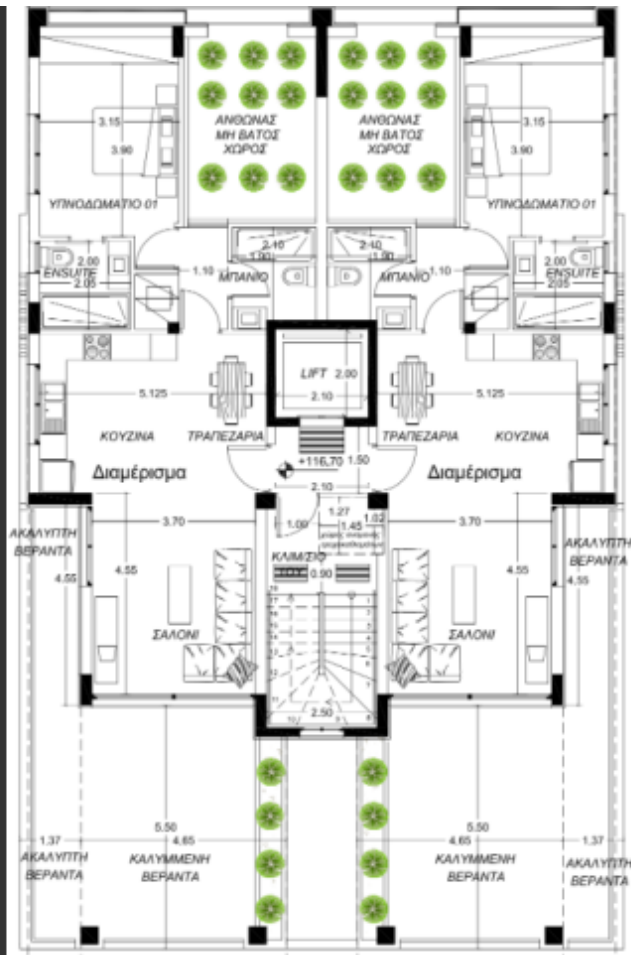 ΑΝΘΩΝΑΣ
ΜΗ ΒΑΤΟΣ
ΧΩΡΟΣ
ΑΝΘΩΝΑΣ
ΜΗ ΒΑΤΟΣ
ΧΩΡΟΣ
3.15
3.90
3.15
3.90
ΥΠΝΟΔΩΜΑΤΙΟ 01
ΥΠΝΟΔΩΜΑΤΙΟ 01
2.00
ENSUITE
2.05
2.10
1.90
ΜΠΑΝΙΟ
1.10
2.10
1.90
ΜΠΑΝΙΟ
1.10
2.00
ENSUITE
2.05
LIFT 2.00
2.10
5.125
5.125
ΚΟΥΖΙΝΑ
ΤΡΑΠΕΖΑΡΙΑ
ΤΡΑΠΕΖΑΡΙΑ
ΚΟΥΖΙΝΑ
Διαμέρισμα
+116,70
1.50
Διαμέρισμα
2.10
1.00
1.27
1.45
1.02
3.70
3.70
ΑΚΑΛΥΠΤΗ
ΒΕΡΑΝΤΑ
4.55
4.55
ΑΚΑΛΥΠΤΗ
ΒΕΡΑΝΤΑ
4.55
4.55
ΚΛΙΜ/ΣΙΟ
0.90
ΣΑΛΟΝΙ
ΣΑΛΟΝΙ
2.50
5.50
4.65
5.50
4.65
1.37
1.37
ΑΚΑΛΥΠΤΗ
ΒΕΡΑΝΤΑ
ΚΑΛΥΜΜΕΝΗ
ΒΕΡΑΝΤΑ
ΚΑΛΥΜΜΕΝΗ
ΒΕΡΑΝΤΑ
ΑΚΑΛΥΠΤΗ
ΒΕΡΑΝΤΑ